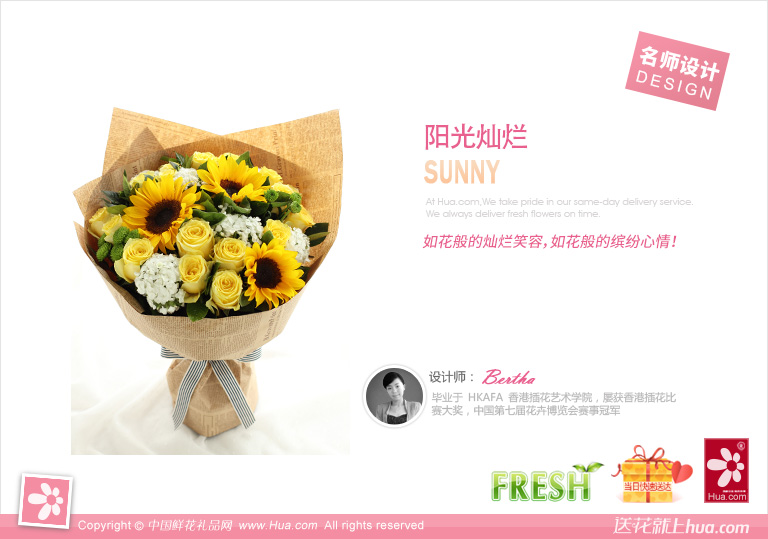 名师设计
DESIGN
阳光灿烂
SUNNY
At Hua.com,We take pride in our same-day delivery service.
We always deliver fresh flowers on time.
如花般的灿烂笑容，如花般的缤纷心情！
设计师： Bertha
毕业于 HKAFA 香港插花艺术学院，屡获香港插花比
赛大奖，中国第七届花卉博览会赛事冠军
FRESH
当日快速送达
Hua.com
Copyright © 中国鲜花礼品网 www.Hua.com All rights reserved
送花就上hua.com